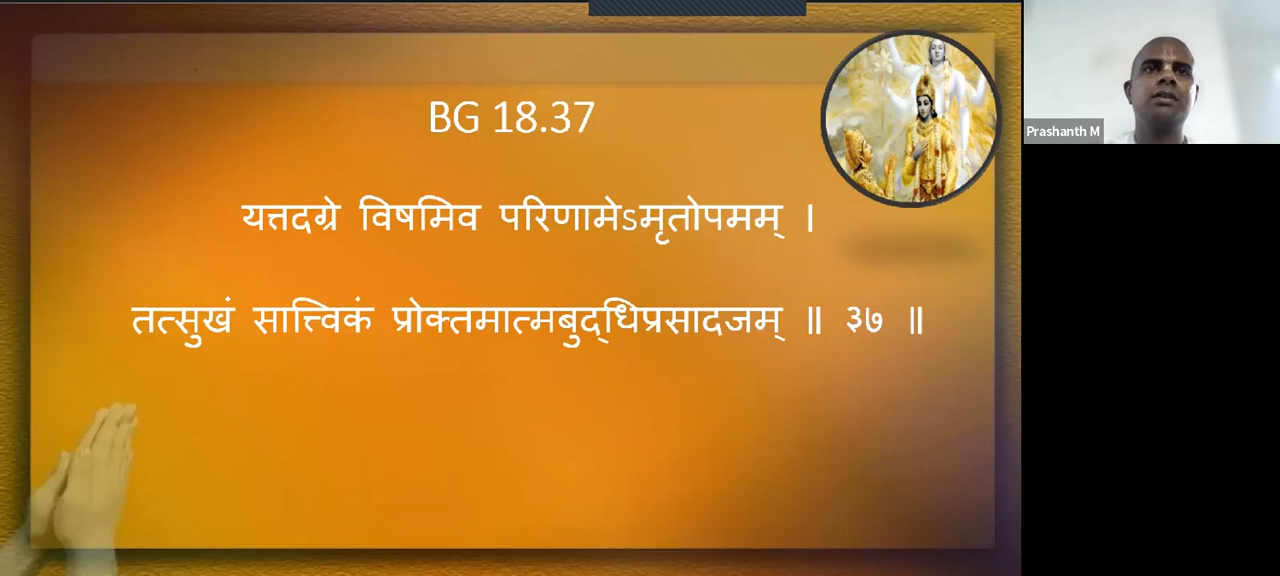 BG 18.37
यत्तदग्रे विषमिव परिणामेऽमृतोपमम् ।
तत्सुखं सात्त्विकं प्रोक्तमात्मबुद्धिप्रसादजम् ॥ ३७ ॥
Prashanth M